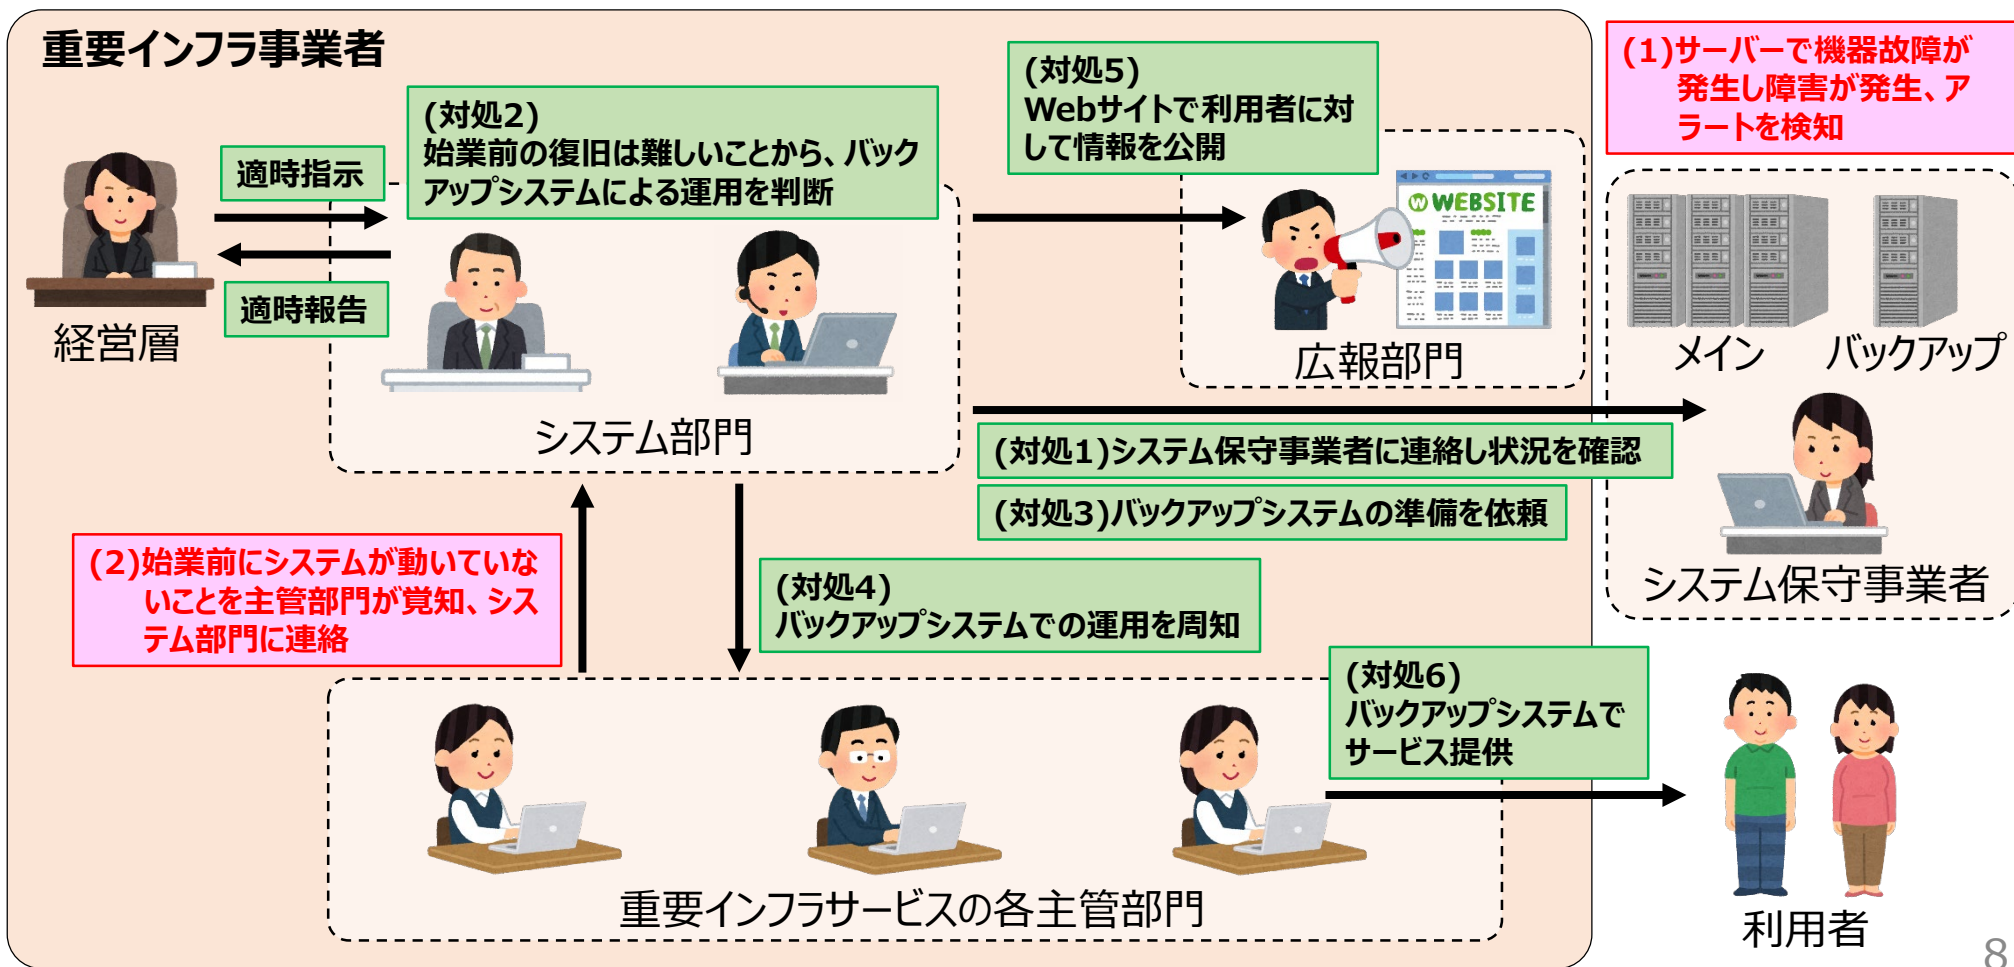 重要インフラ事業者
(1)サーバーで機器故障が
発生し障害が発生、ア
ラートを検知
(対処5)
Webサイトで利用者に対
して情報を公開
(対処2)
始業前の復旧は難しいことから、バック
アップシステムによる運用を判断
適時指示
適時報告
経営層
システム部門
WEBSITE
広報部門
メイン
バックアップ
システム保守事業者
(対処1)システム保守事業者に連絡し状況を確認
(対処3)バックアップシステムの準備を依頼
(2)始業前にシステムが動いていな
いことを主管部門が覚知、シス
テム部門に連絡
(対処4)
バックアップシステムでの運用を周知
(対処6)
バックアップシステムで
サービス提供
重要インフラサービスの各主管部門
利用者
8